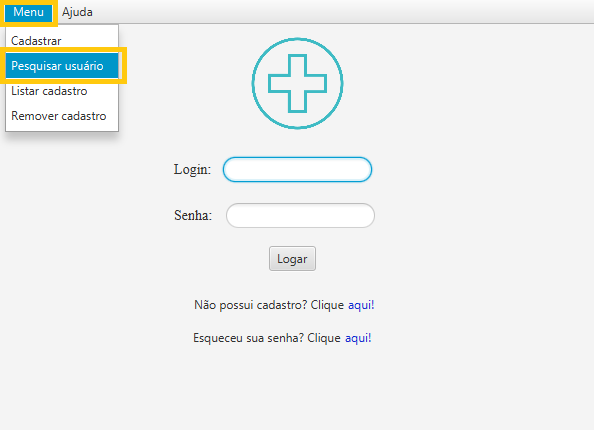 Menu Ajuda
Cadastrar
Pesquisar usuário
Listar cadastro
Remover cadastro
Login:
Senha:
Logar
Não possui cadastro? Clique aqui!
Esqueceu sua senha? Clique aqui!